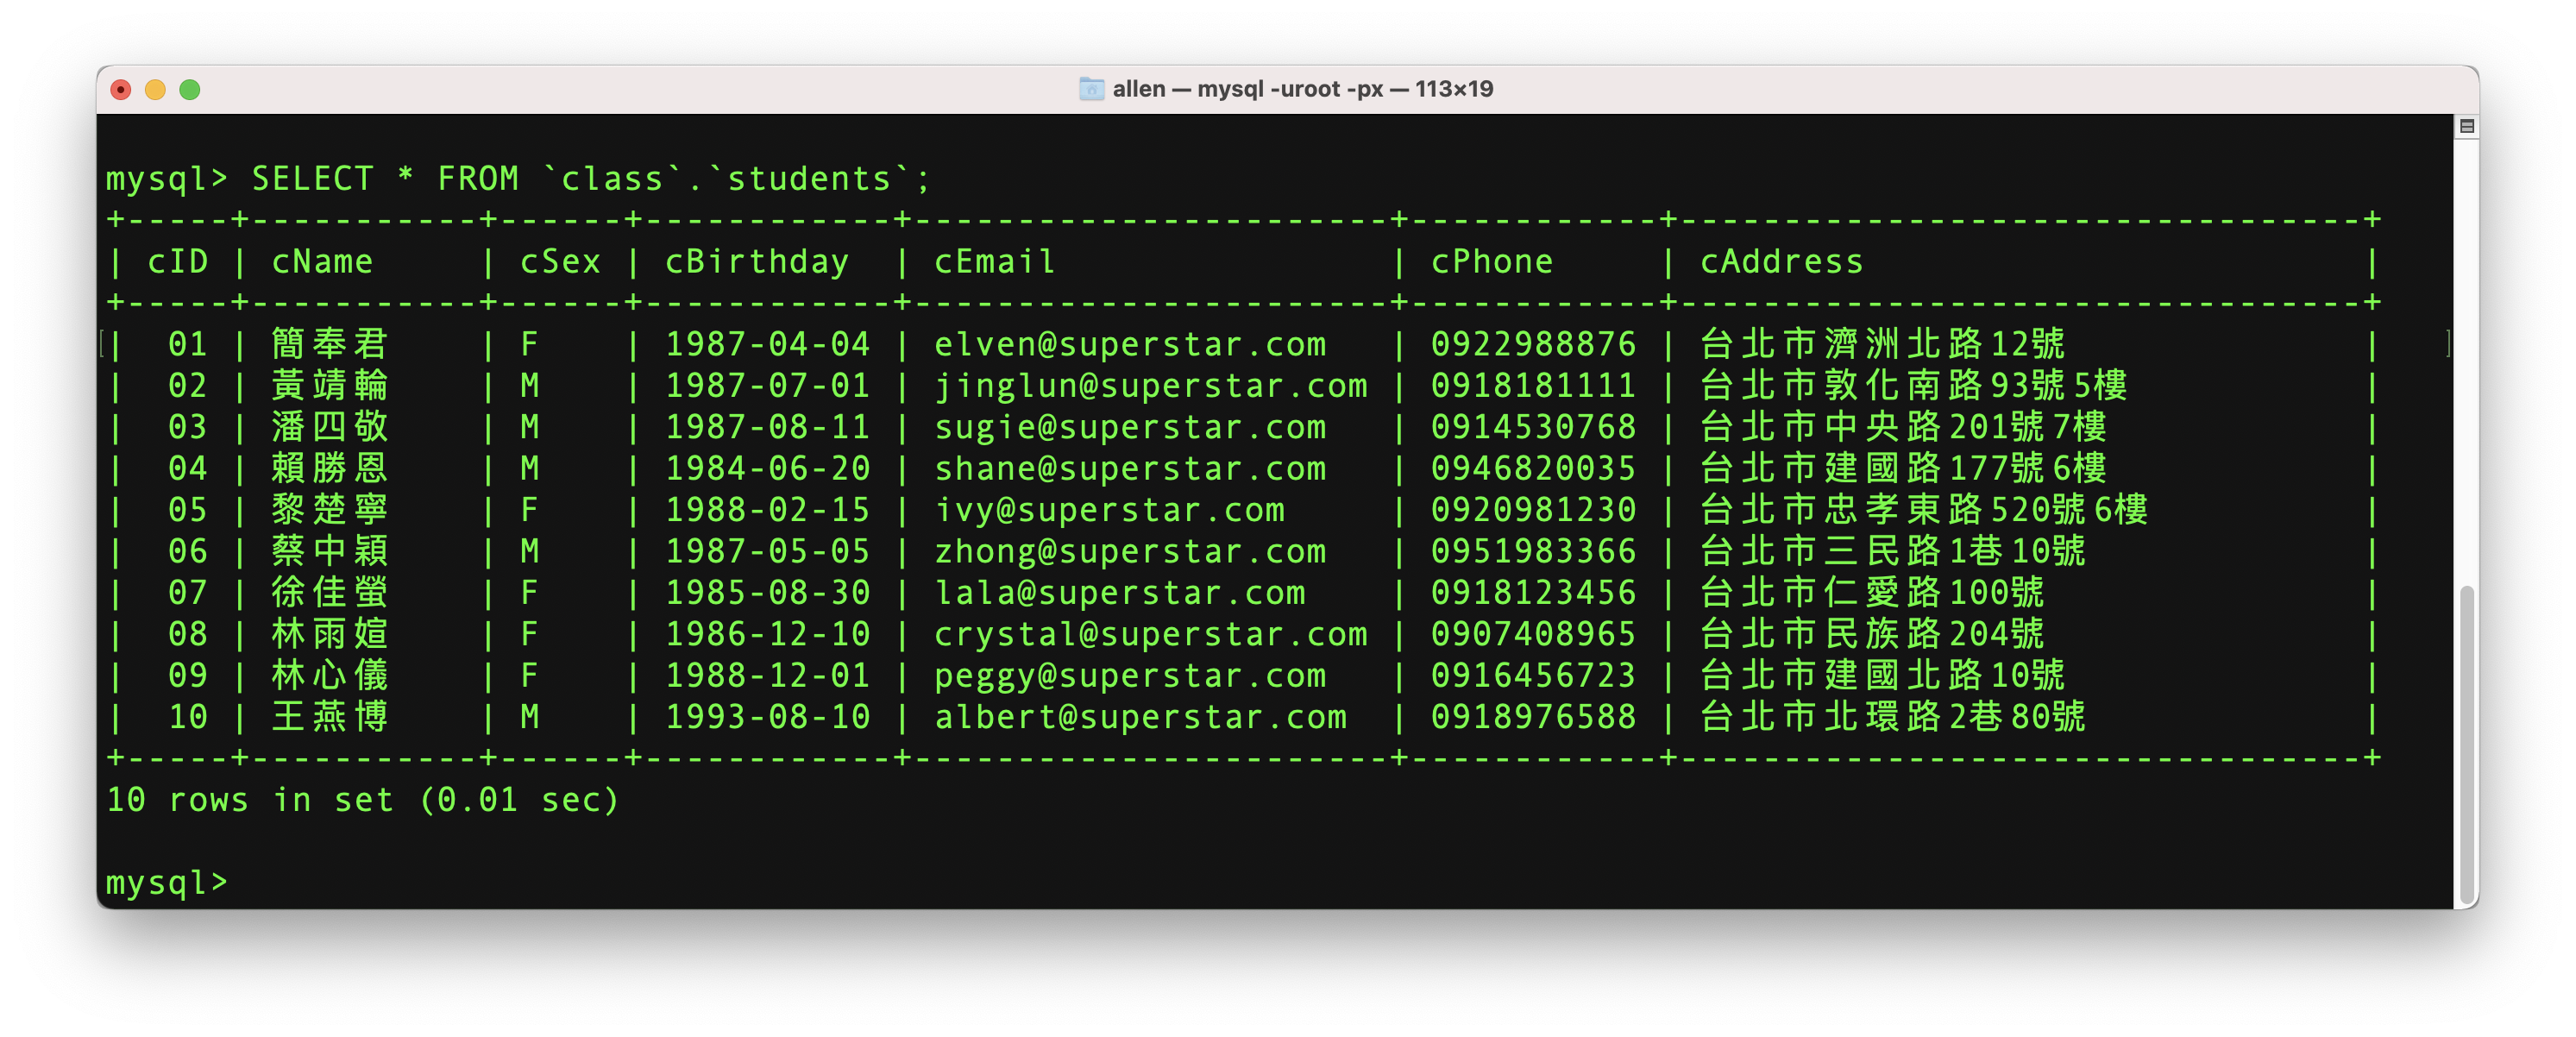 allen — mysql -uroot -px — 113×19
mysql> SELECT * FROM `class`.`students`;
+-----+-----------+------+------------+-----------------------+------------+---------------------------------+
| cID | cName     | cSex | cBirthday  | cEmail                | cPhone     | cAddress                        |
+-----+-----------+------+------------+-----------------------+------------+---------------------------------+
|  01 | 簡奉君    | F    | 1987-04-04 | elven@superstar.com   | 0922988876 | 台北市濟洲北路12號              |
|  02 | 黃靖輪    | M    | 1987-07-01 | jinglun@superstar.com | 0918181111 | 台北市敦化南路93號5樓           |
|  03 | 潘四敬    | M    | 1987-08-11 | sugie@superstar.com   | 0914530768 | 台北市中央路201號7樓            |
|  04 | 賴勝恩    | M    | 1984-06-20 | shane@superstar.com   | 0946820035 | 台北市建國路177號6樓            |
|  05 | 黎楚寧    | F    | 1988-02-15 | ivy@superstar.com     | 0920981230 | 台北市忠孝東路520號6樓          |
|  06 | 蔡中穎    | M    | 1987-05-05 | zhong@superstar.com   | 0951983366 | 台北市三民路1巷10號             |
|  07 | 徐佳螢    | F    | 1985-08-30 | lala@superstar.com    | 0918123456 | 台北市仁愛路100號               |
|  08 | 林雨媗    | F    | 1986-12-10 | crystal@superstar.com | 0907408965 | 台北市民族路204號               |
|  09 | 林心儀    | F    | 1988-12-01 | peggy@superstar.com   | 0916456723 | 台北市建國北路10號              |
|  10 | 王燕博    | M    | 1993-08-10 | albert@superstar.com  | 0918976588 | 台北市北環路2巷80號             |
+-----+-----------+------+------------+-----------------------+------------+---------------------------------+
10 rows in set (0.01 sec)
mysql>